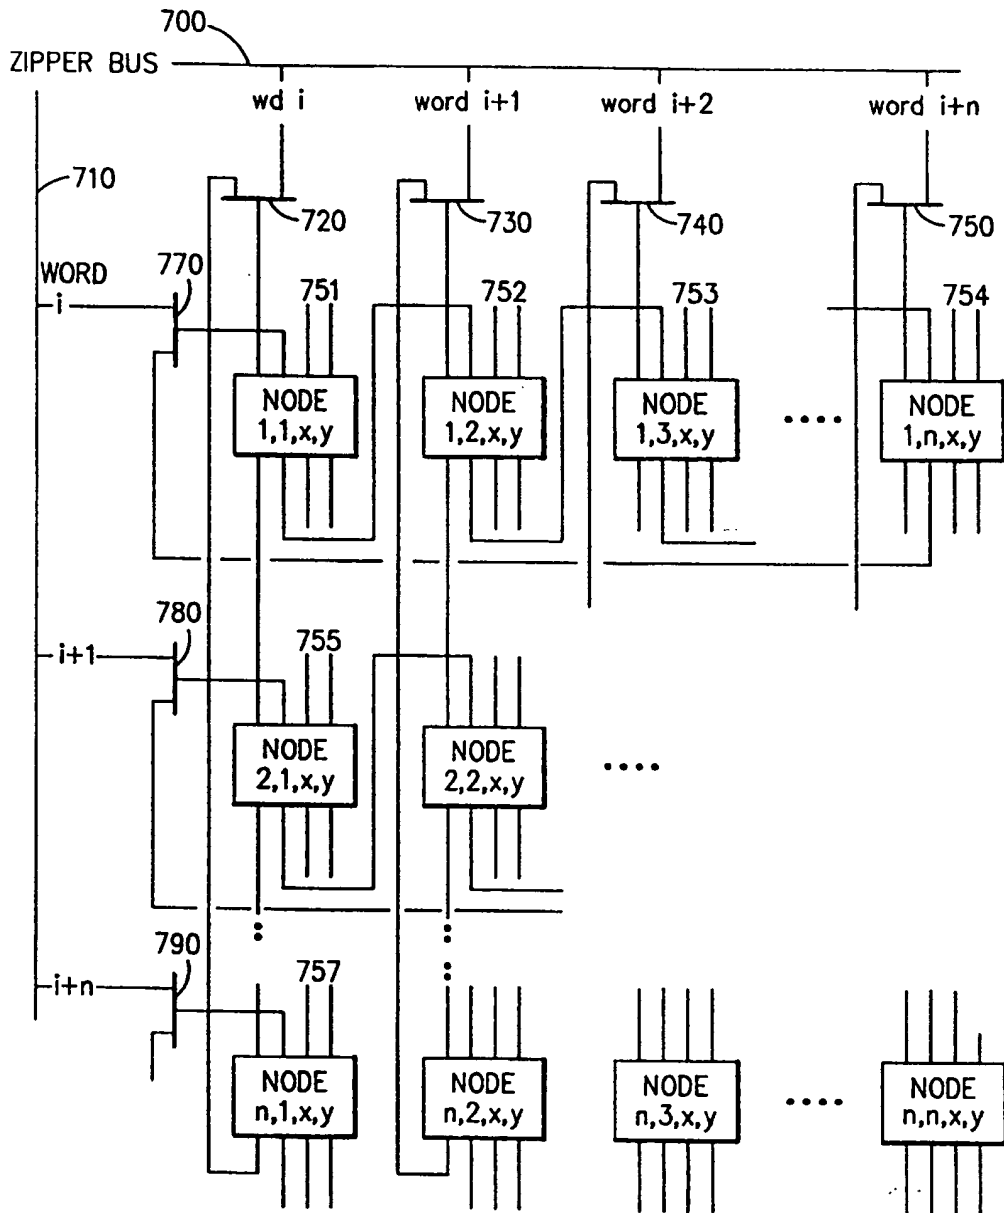 700
ZIPPER BUS
wd i
word i+1
word i+2
word i+n
710
720
730
740
750
WORD
770
i
751
752
753
754
NODE
1,1,x,y
NODE
1,2,x,y
NODE
1,3,x,y
NODE
1,n,x,y
780
i+1
755
NODE
2,1,x,y
NODE
2,2,x,y
790
i+n
757
NODE
n,1,x,y
NODE
n,2,x,y
NODE
n,3,x,y
NODE
n,n,x,y